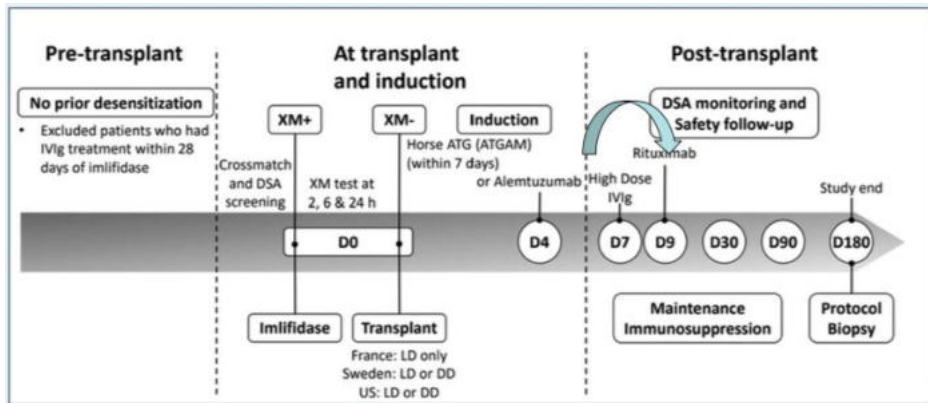 Pre-transplant
No prior desensitization
• Excluded patients who had
IVIg treatment within 28
days of imlifidase
At transplant
and induction
XM+
XM-
Induction
Crossmatch
and DSA
screening
XM test at
2, 6 & 24 h
Horse ATG (ATGAM)
(within 7 days)
or Alemtuzumab
D0
D4
Imlifidase
Transplant
France: LD only
Sweden: LD or DD
US: LD or DD
Post-transplant
DSA monitoring and
Safety follow-up
Rituximab
High Dose
IVIg
Study end
D7
D9
D30
D90
D180
Maintenance
Immunosuppression
Protocol
Biopsy